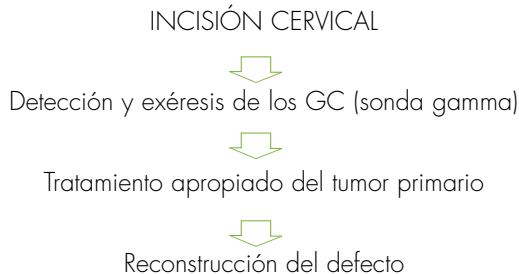 INCISIÓN CERVICAL
Detección y exéresis de los GC (sonda gamma)
Tratamiento apropiado del tumor primario
Reconstrucción del defecto